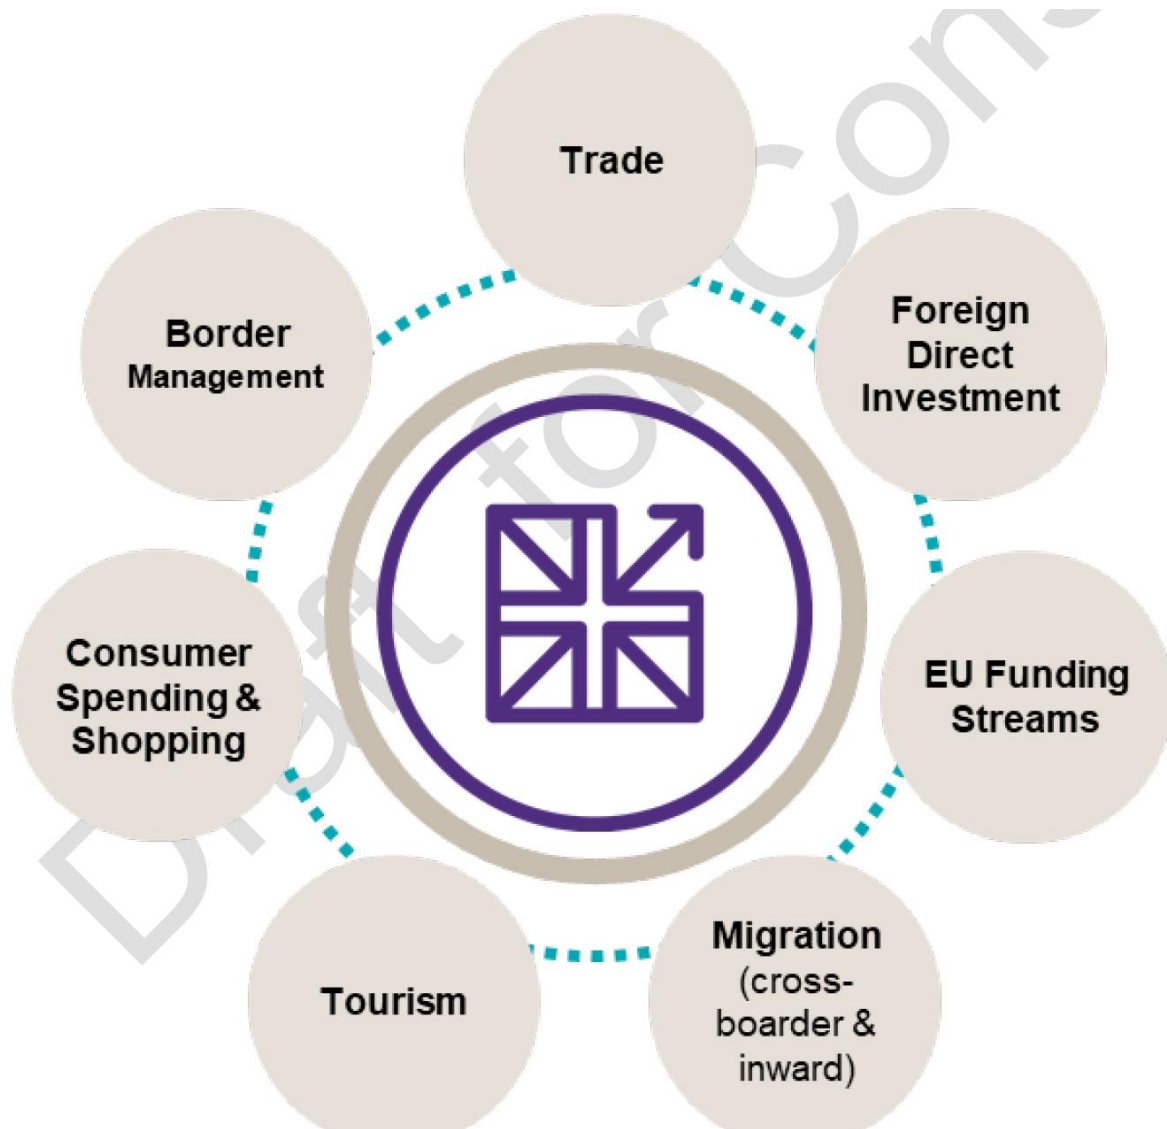 Trade
Foreign
Direct
Investment
EU Funding
Streams
Migration
(cross-
boarder &
inward)
Tourism
Consumer
Spending &
Shopping
Border
Management
Draft for Cons